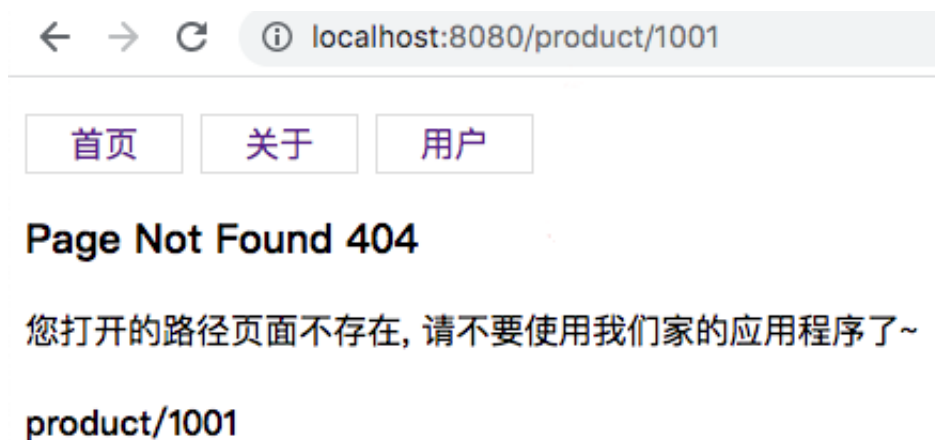 localhost:8080/product/1001
首页 关于 用户
Page Not Found 404
您打开的路径页面不存在, 请不要使用我们家的应用程序了~
product/1001